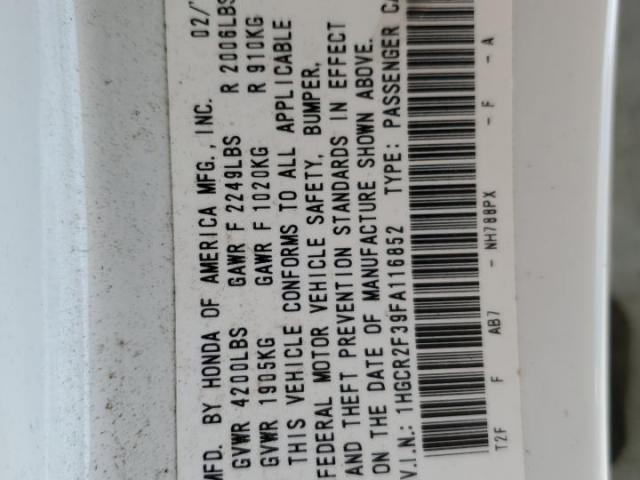 MFD. BY HONDA OF AMERICA MFG., INC. 02/
GVWR 4200LBS GAWR F 2249LBS R 2006LBS
GVWR 1905KG GAWR F 1020KG R 910KG
THIS VEHICLE CONFORMS TO ALL APPLICABLE
FEDERAL MOTOR VEHICLE SAFETY, BUMPER,
AND THEFT PREVENTION STANDARDS IN EFFECT
ON THE DATE OF MANUFACTURE SHOWN ABOVE.
V.I.N.: 1HGCR2F39FA116852 TYPE: PASSENGER CA
T2F F AB7 - NH788PX - F - A